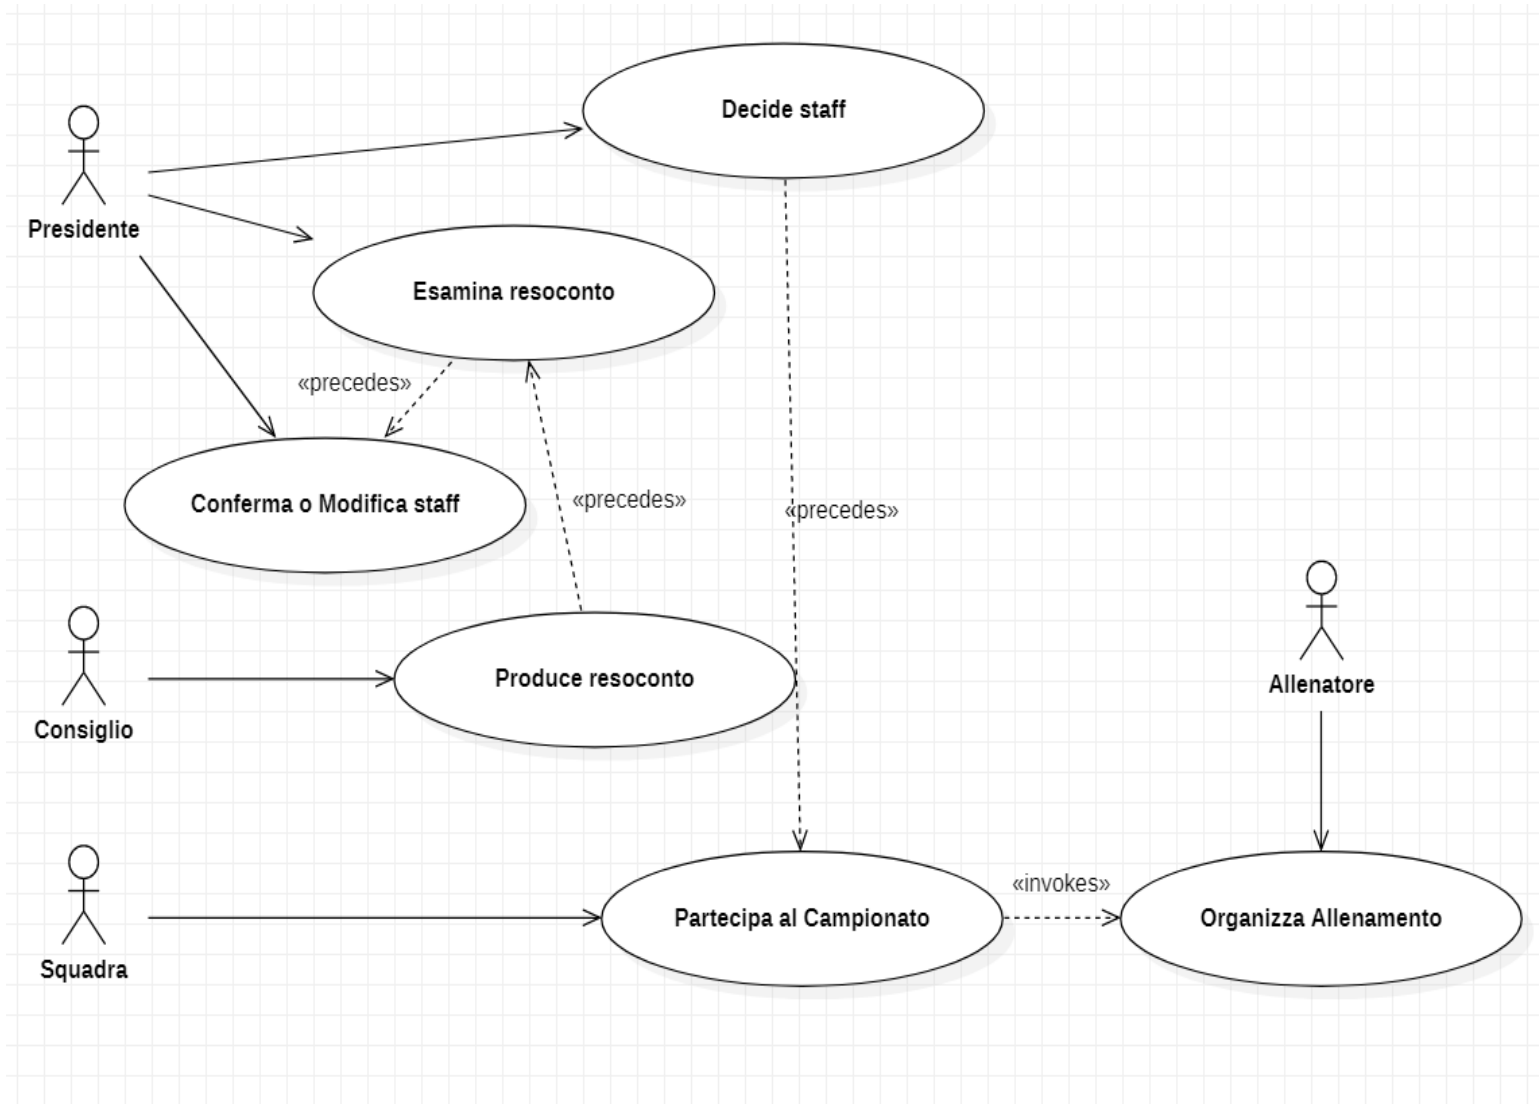 Decide staff
Presidente
Esamina resoconto
«precedes»
Conferma o Modifica staff
«precedes»
«precedes»
Produce resoconto
Allenatore
Consiglio
«invokes»
Partecipa al Campionato
Organizza Allenamento
Squadra